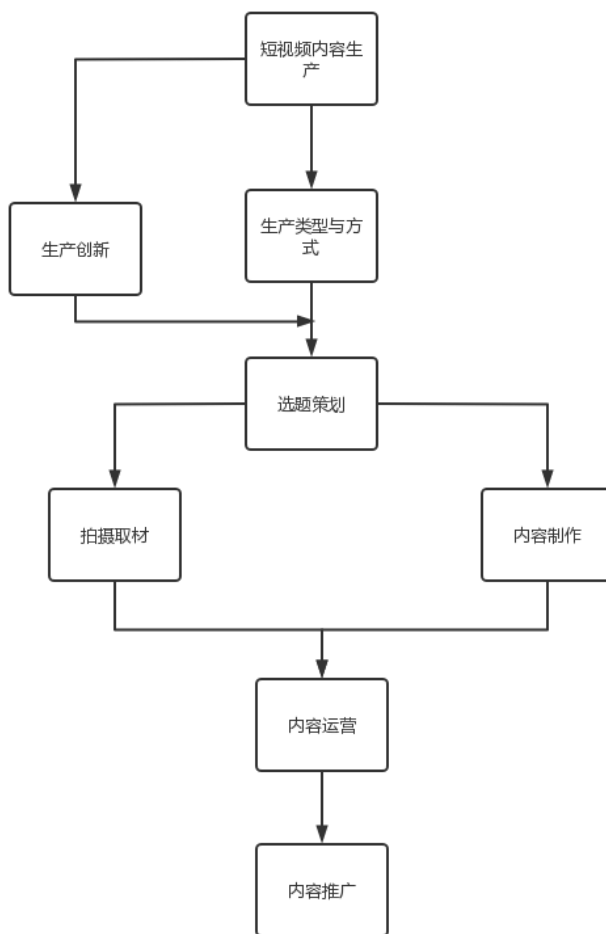 短视频内容生
产
生产创新
生产类型与方
式
选题策划
拍摄取材
内容制作
内容运营
内容推广